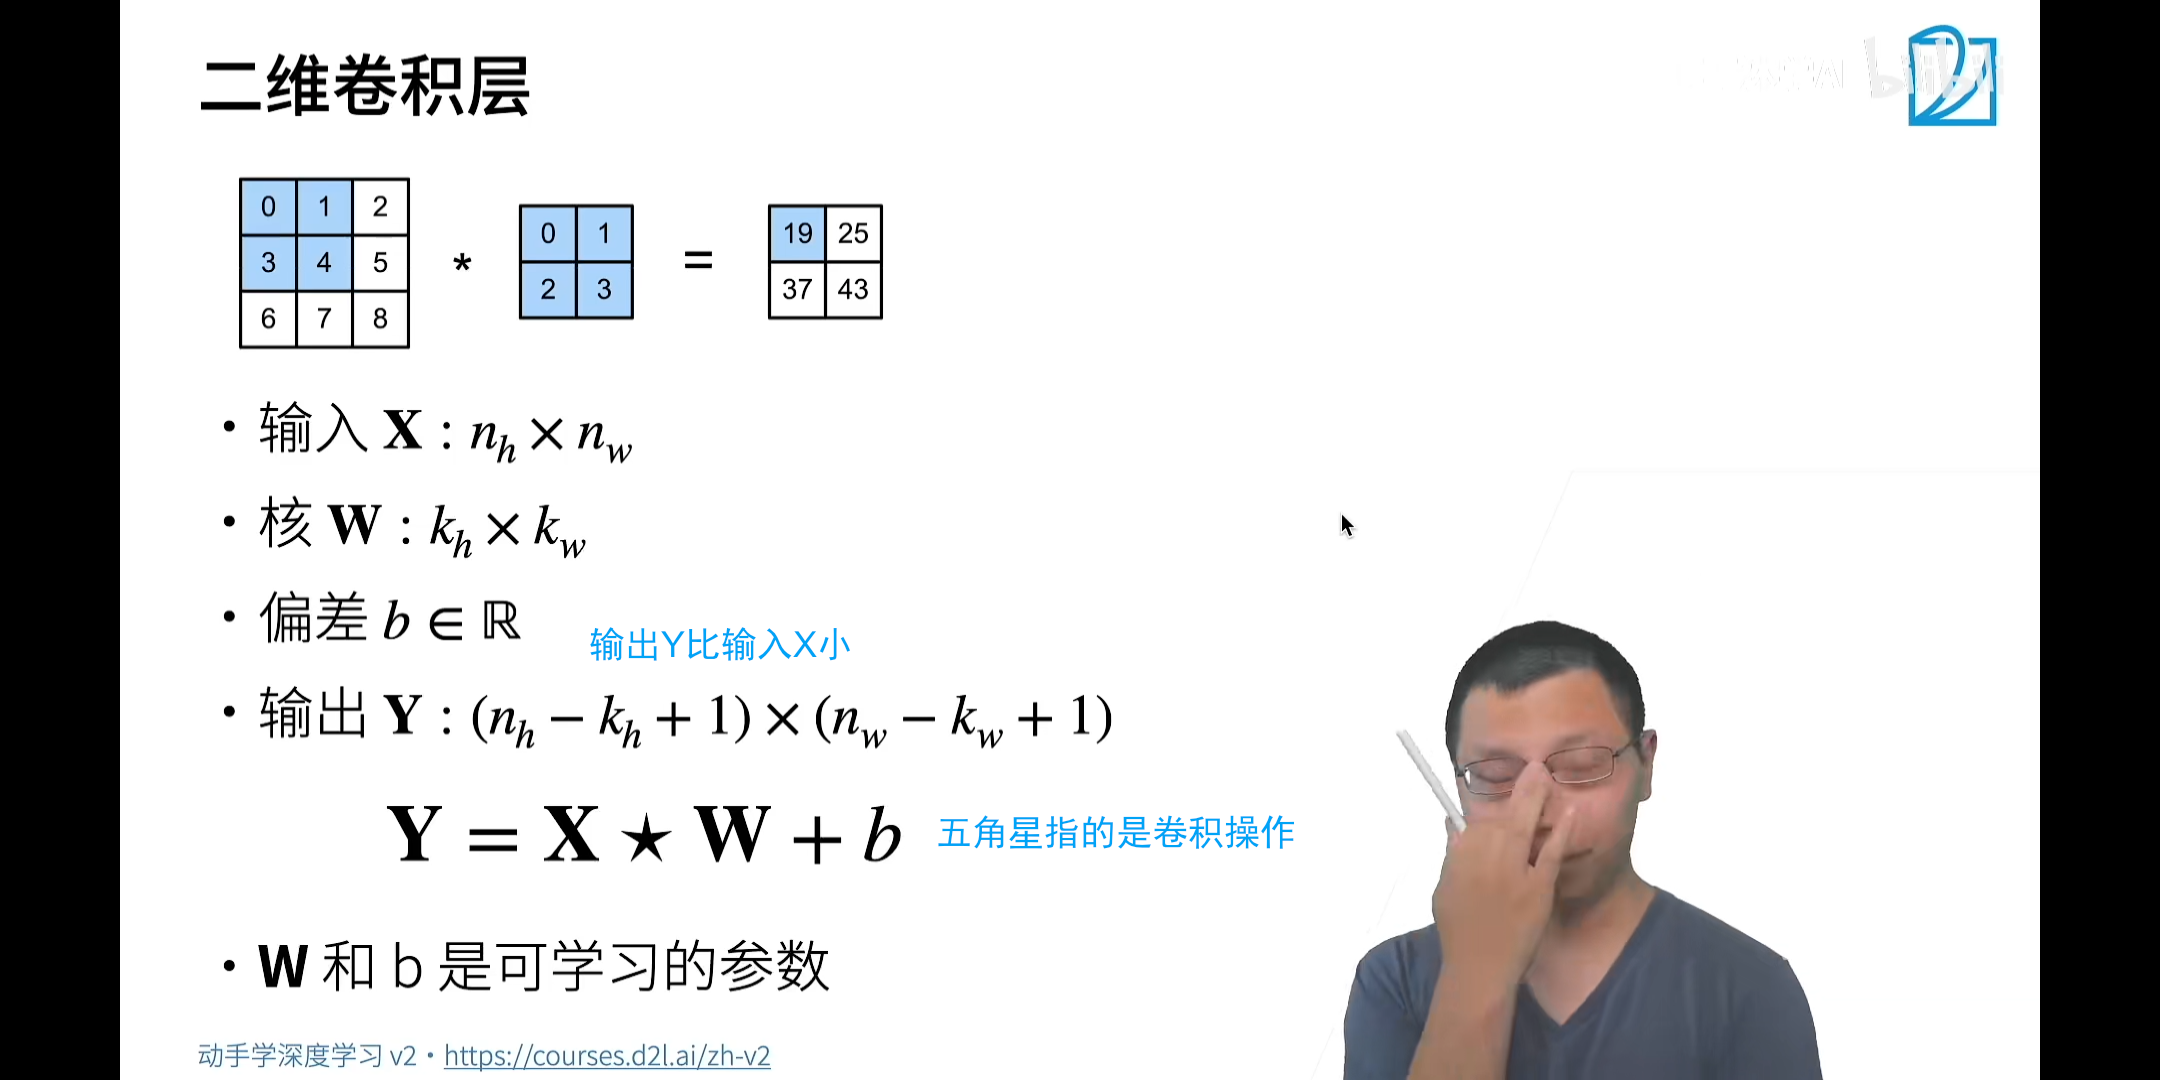 二维卷积层
0 1 2
3 4 5
6 7 8
*
0 1
2 3
=
19 25
37 43
• 输入 X : n_h × n_w
• 核 W : k_h × k_w
• 偏差 b ∈ ℝ
输出Y比输入X小
• 输出 Y : (n_h − k_h + 1) × (n_w − k_w + 1)
Y = X ★ W + b
五角星指的是卷积操作
• W 和 b 是可学习的参数
动手学深度学习 v2 • https://courses.d2l.ai/zh-v2
bilibili